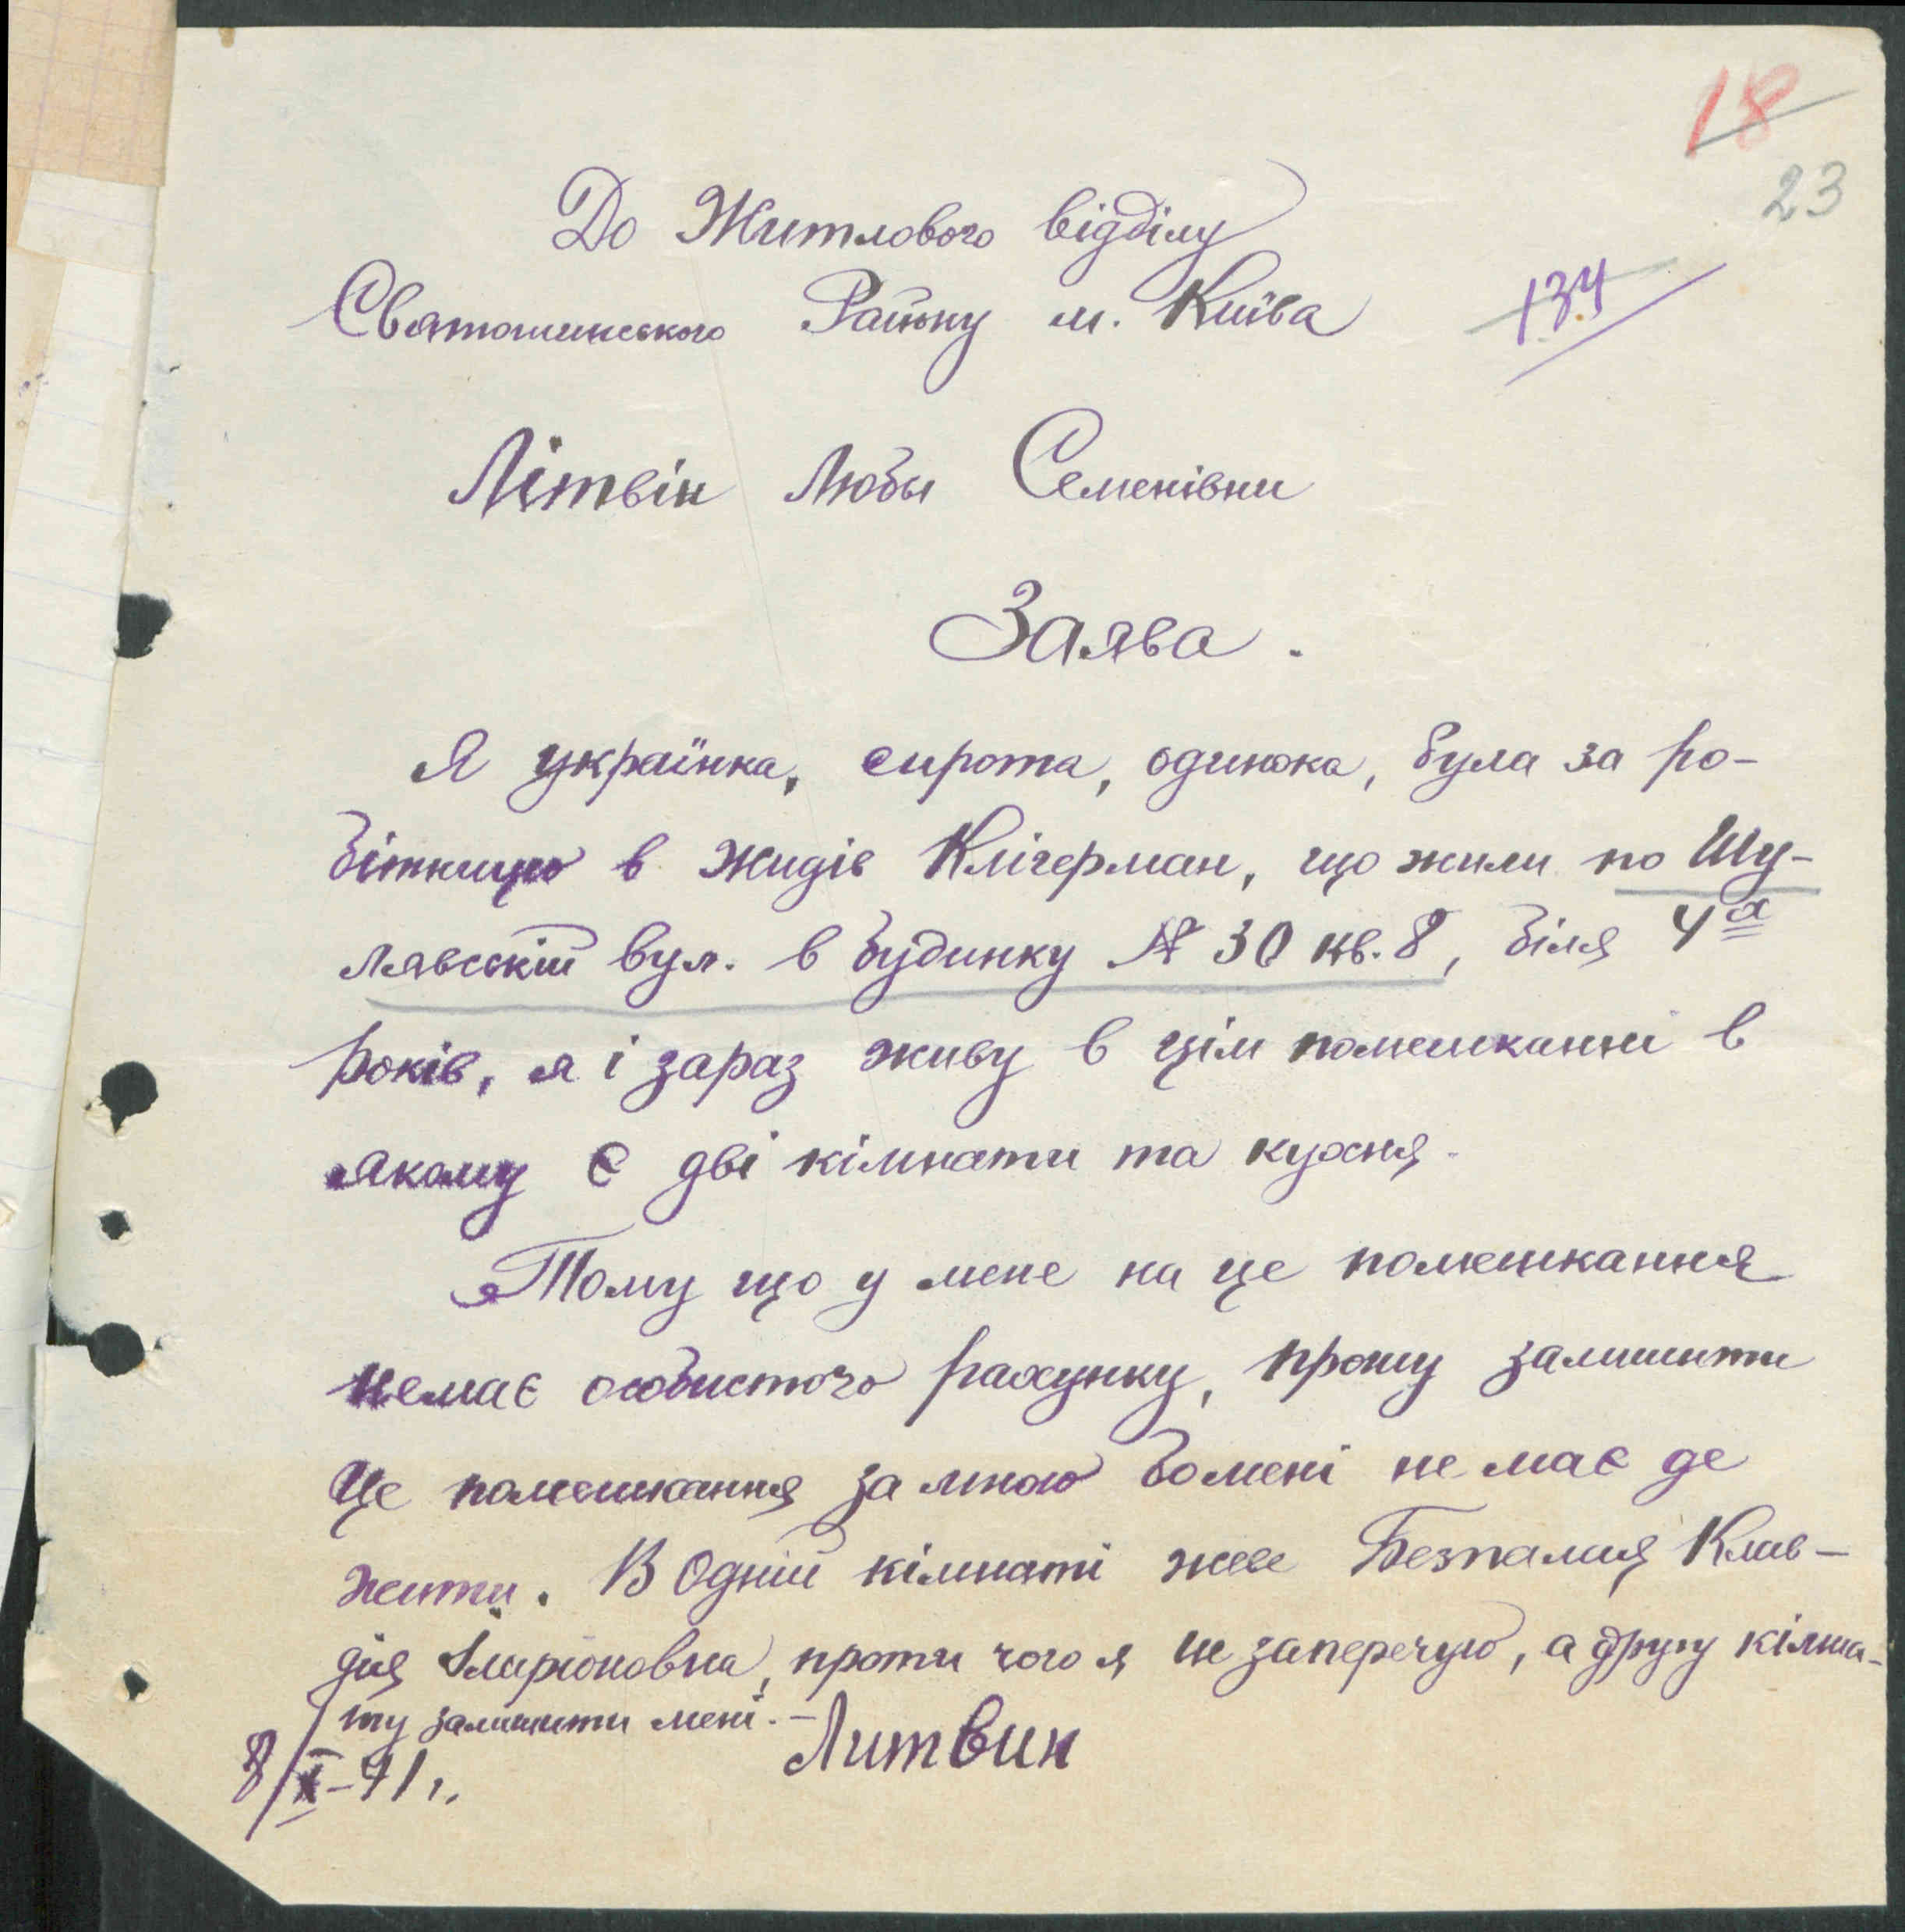 18
23
До Житлового відділу
Святошинського Району м. Київа
134
Літвін Любы Семенівни
Заява.
Я українка, сирота, одинока, була за ро-
бітницю в жидів Клічерман, що жили по Шу-
лявській вул. в будинку № 30 кв. 8, біля 4х
років, я і зараз живу в цім помешканні в
якому є дві кімнати та кухня.
Тому що у мене на це помешкання
немає особистого рахунку, прошу залишити
це помешкання за мною бо мені не має де
жити. В одній кімнаті живе Безпалия Клав-
дія Іларіоновна, проти чого я не заперечую, а другу кімна-
ту залишити мені. -
Литвин
8/X-41 г.